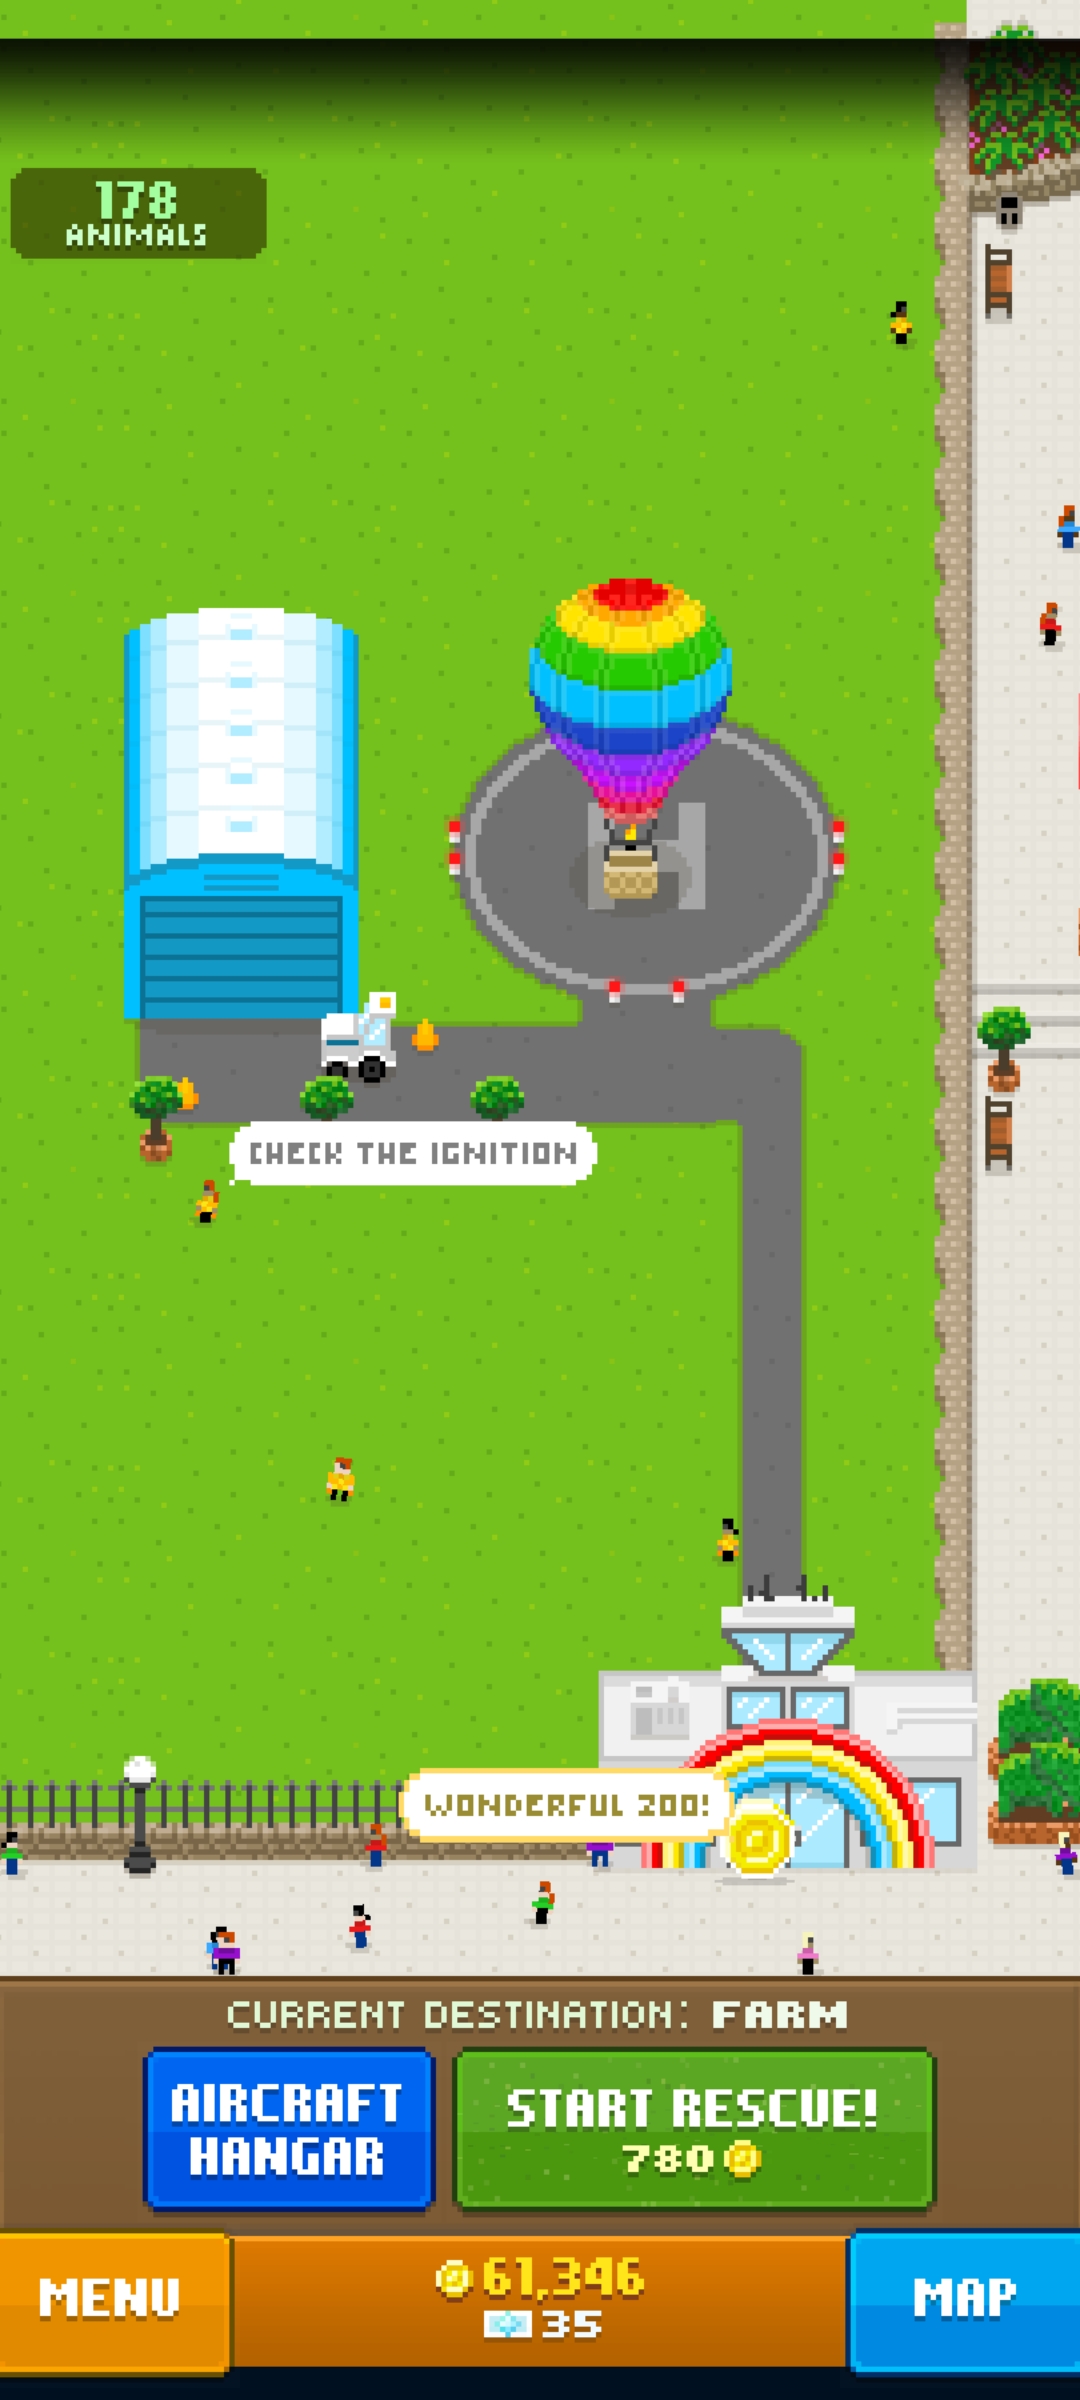 178
ANIMALS
H
CHECK THE IGNITION
WONDERFUL ZOO!
CURRENT DESTINATION: FARM
AIRCRAFT
HANGAR
START RESCUE!
780
MENU
61,346
35
MAP